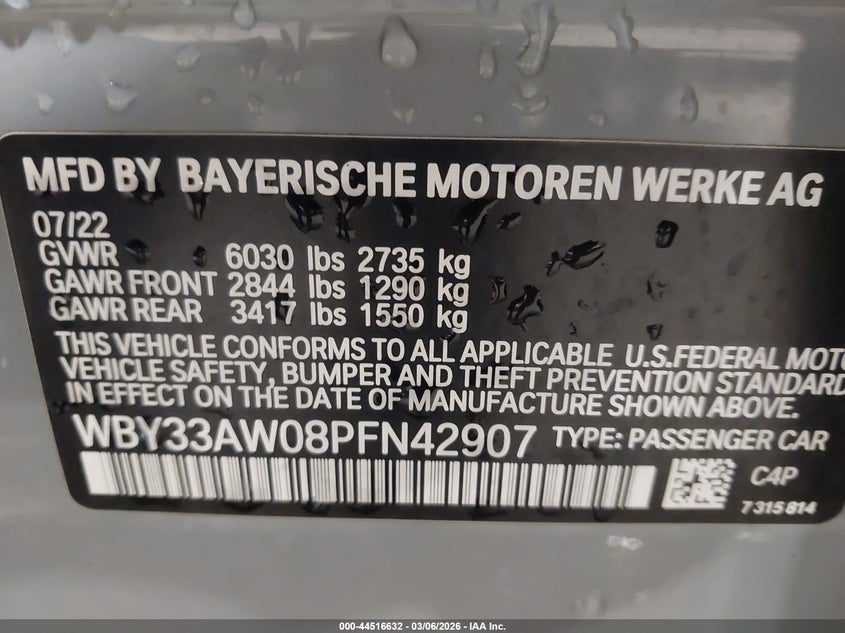 MFD BY BAYERISCHE MOTOREN WERKE AG
07/22
GVWR 6030 lbs 2735 kg
GAWR FRONT 2844 lbs 1290 kg
GAWR REAR 3417 lbs 1550 kg
THIS VEHICLE CONFORMS TO ALL APPLICABLE U.S.FEDERAL MOTO
VEHICLE SAFETY, BUMPER AND THEFT PREVENTION STANDARD
IN EFFECT ON THE DATE OF MANUFACTURE SHOWN ABOVE.
WBY33AW08PFN42907 TYPE: PASSENGER CAR
C4P
7315814
000-44516632 | 03/06/2026 - IAA Inc.